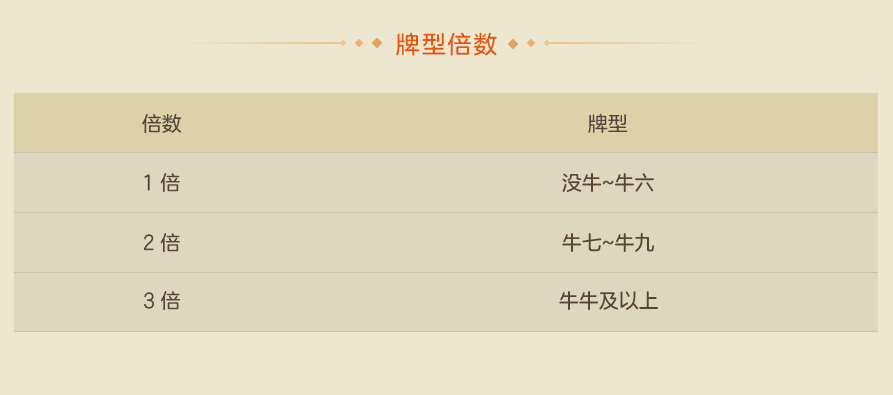 牌型倍数
倍数 牌型
1 倍 没牛~牛六
2 倍 牛七~牛九
3 倍 牛牛及以上